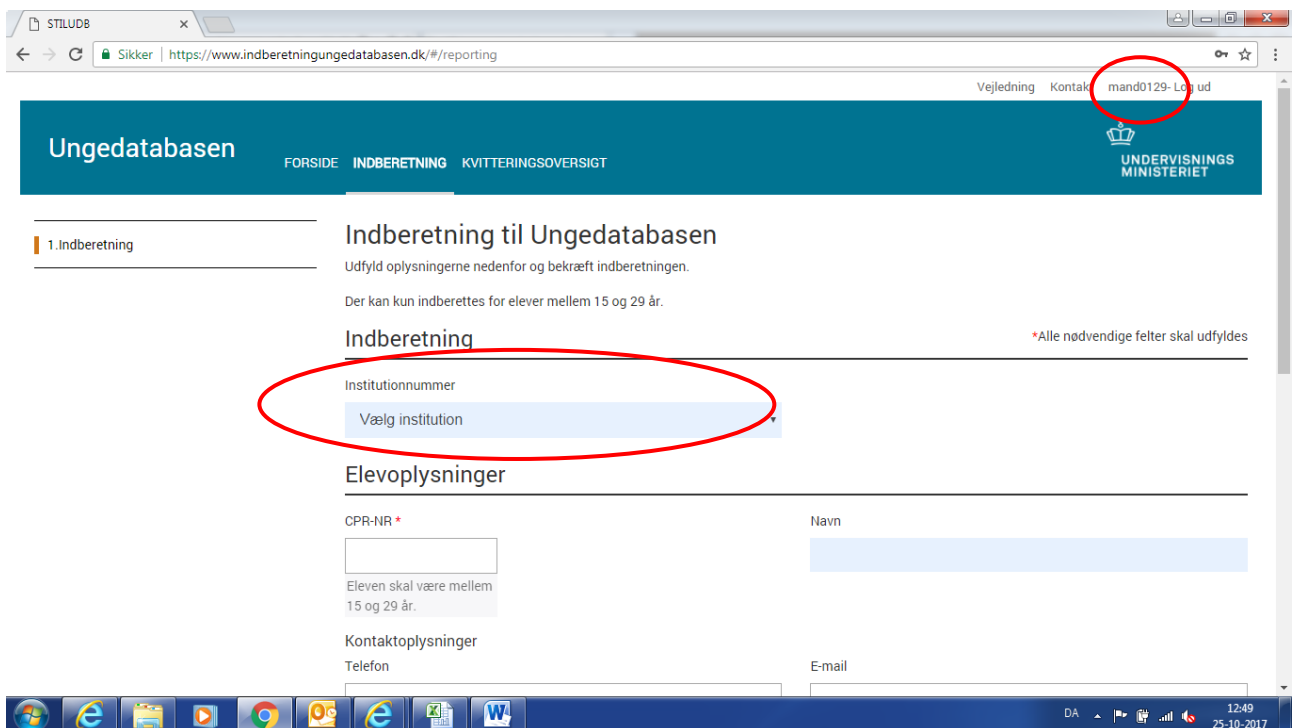 STILUDB
Sikker | https://www.indberetningungedatabasen.dk/#/reporting
Vejledning Kontak mand0129- Log ud
Ungedatabasen
FORSIDE INDBERETNING KVITTERINGSOVERSIGT
UNDERVISNINGS
MINISTERIET
1.Indberetning
Indberetning til Ungedatabasen
Udfyld oplysningerne nedenfor og bekræft indberetningen.
Der kan kun indberettes for elever mellem 15 og 29 år.
Indberetning
*Alle nødvendige felter skal udfyldes
Institutionnummer
Vælg institution
Elevoplysninger
CPR-NR *
Navn
Eleven skal være mellem
15 og 29 år.
Kontaktoplysninger
Telefon
E-mail
DA
12:49
25-10-2017